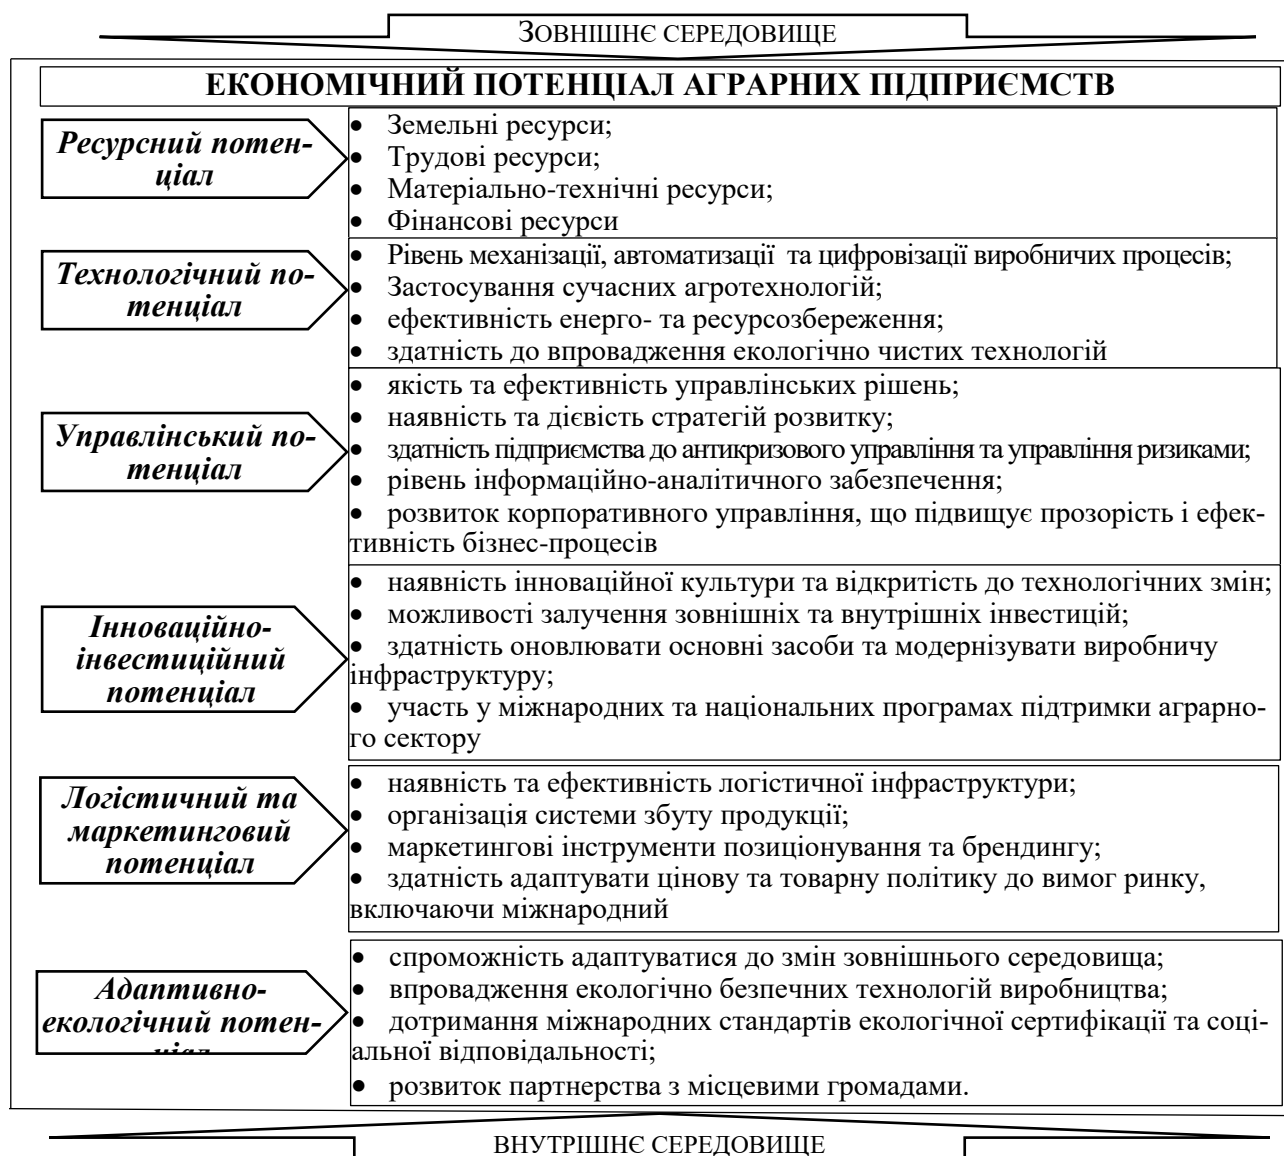 ЗОВНІШНЄ СЕРЕДОВИЩЕ
ЕКОНОМІЧНИЙ ПОТЕНЦІАЛ АГРАРНИХ ПІДПРИЄМСТВ
Ресурсний потен-
ціал
• Земельні ресурси;
• Трудові ресурси;
• Матеріально-технічні ресурси;
• Фінансові ресурси
Технологічний по-
тенціал
• Рівень механізації, автоматизації та цифровізації виробничих процесів;
• Застосування сучасних агротехнологій;
• ефективність енерго- та ресурсозбереження;
• здатність до впровадження екологічно чистих технологій
Управлінський по-
тенціал
• якість та ефективність управлінських рішень;
• наявність та дієвість стратегій розвитку;
• здатність підприємства до антикризового управління та управління ризиками;
• рівень інформаційно-аналітичного забезпечення;
• розвиток корпоративного управління, що підвищує прозорість і ефек-
тивність бізнес-процесів
Інноваційно-
інвестиційний
потенціал
• наявність інноваційної культури та відкритість до технологічних змін;
• можливості залучення зовнішніх та внутрішніх інвестицій;
• здатність оновлювати основні засоби та модернізувати виробничу
інфраструктуру;
• участь у міжнародних та національних програмах підтримки аграрно-
го сектору
Логістичний та
маркетинговий
потенціал
• наявність та ефективність логістичної інфраструктури;
• організація системи збуту продукції;
• маркетингові інструменти позиціонування та брендингу;
• здатність адаптувати цінову та товарну політику до вимог ринку,
включаючи міжнародний
Адаптивно-
екологічний потен-
ціал
• спроможність адаптуватися до змін зовнішнього середовища;
• впровадження екологічно безпечних технологій виробництва;
• дотримання міжнародних стандартів екологічної сертифікації та соці-
альної відповідальності;
• розвиток партнерства з місцевими громадами.
ВНУТРІШНЄ СЕРЕДОВИЩЕ